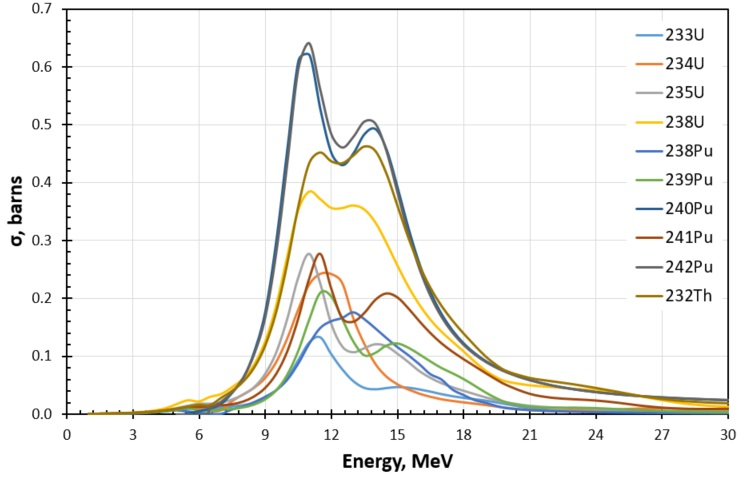 0.7
0.6
0.5
0.4
0.3
0.2
0.1
0.0
σ, barns
233U
234U
235U
238U
238Pu
239Pu
240Pu
241Pu
242Pu
232Th
0 3 6 9 12 15 18 21 24 27 30
Energy, MeV